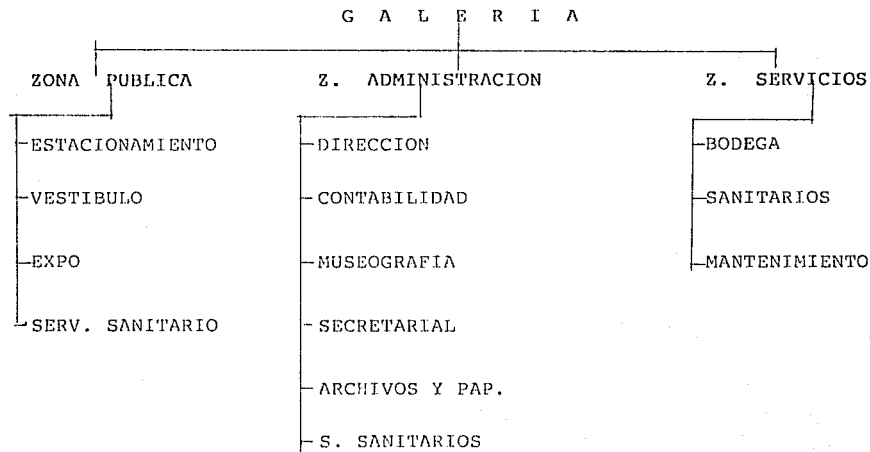 G A L E R I A
ZONA PUBLICA
ESTACIONAMIENTO
VESTIBULO
EXPO
SERV. SANITARIO
Z. ADMINISTRACION
DIRECCION
CONTABILIDAD
MUSEOGRAFIA
SECRETARIAL
ARCHIVOS Y PAP.
S. SANITARIOS
Z. SERVICIOS
BODEGA
SANITARIOS
MANTENIMIENTO